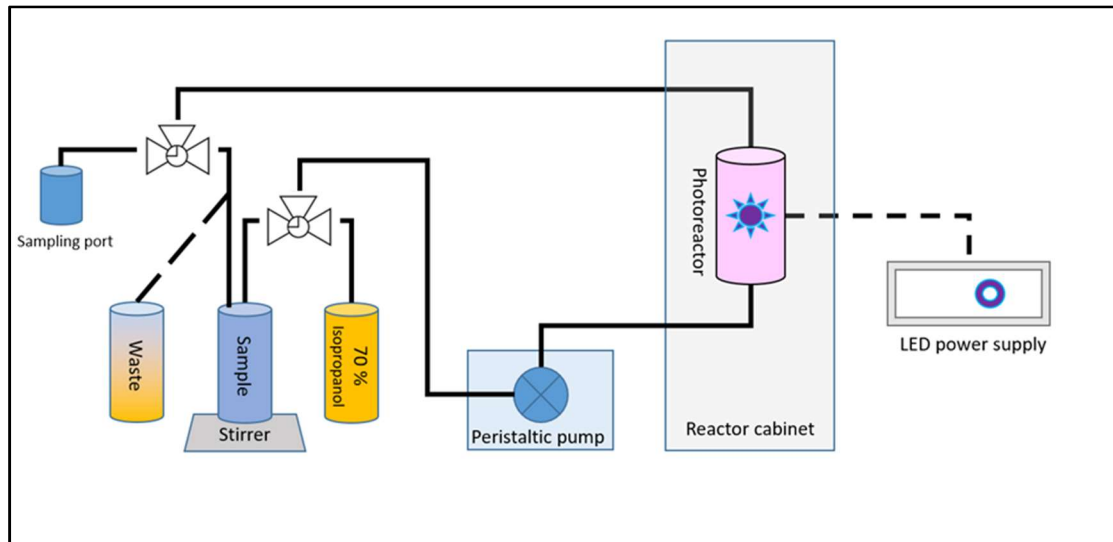 Sampling port
Waste
Sample
70 %
Isopropanol
Stirrer
Peristaltic pump
Photoreactor
Reactor cabinet
LED power supply